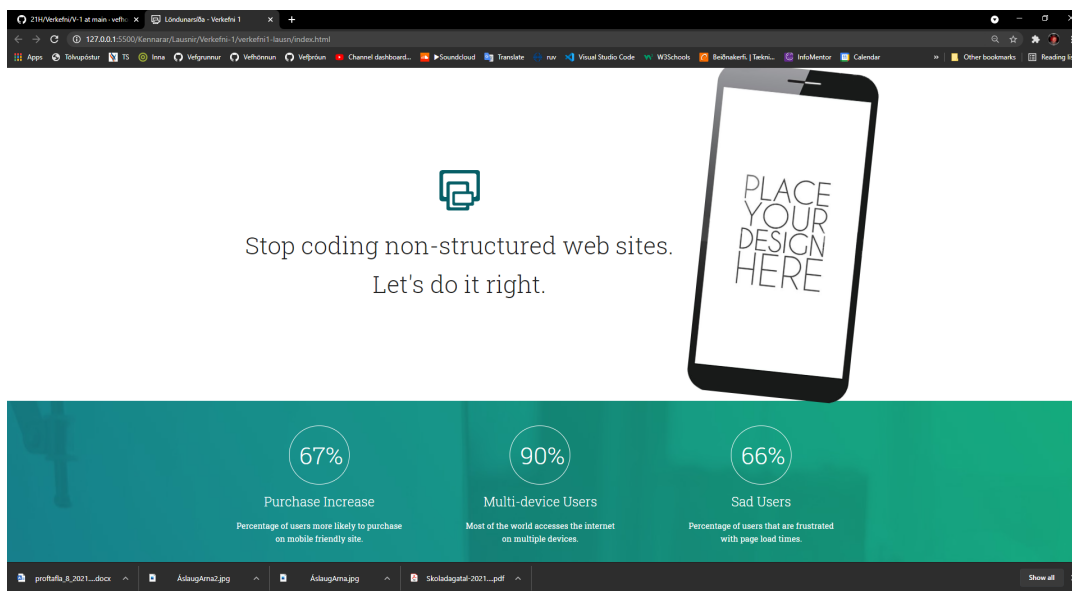 21H/Verkefni/V-1 at main · vefhö
Löndunarsíða - Verkefni 1
127.0.0.1:5500/Kennarar/Lausnir/Verkefni-1/verkefni1-lausn/index.html
Apps Tölvupóstur TS Inna Vefgrunnur Vefhönnun Vefþróun Channel dashboard... ▶Soundcloud Translate ruv Visual Studio Code W3Schools Beiðnakerfi. | Tækni... InfoMentor Calendar » Other bookmarks Reading lis
PLACE
YOUR
DESIGN
HERE
Stop coding non-structured web sites.
Let's do it right.
67% 90% 66%
Purchase Increase Multi-device Users Sad Users
Percentage of users more likely to purchase
on mobile friendly site.
Most of the world accesses the internet
on multiple devices.
Percentage of users that are frustrated
with page load times.
proftafla_8_2021....docx ÁslaugArna2.jpg ÁslaugArna.jpg Skoladagatal-2021....pdf Show all